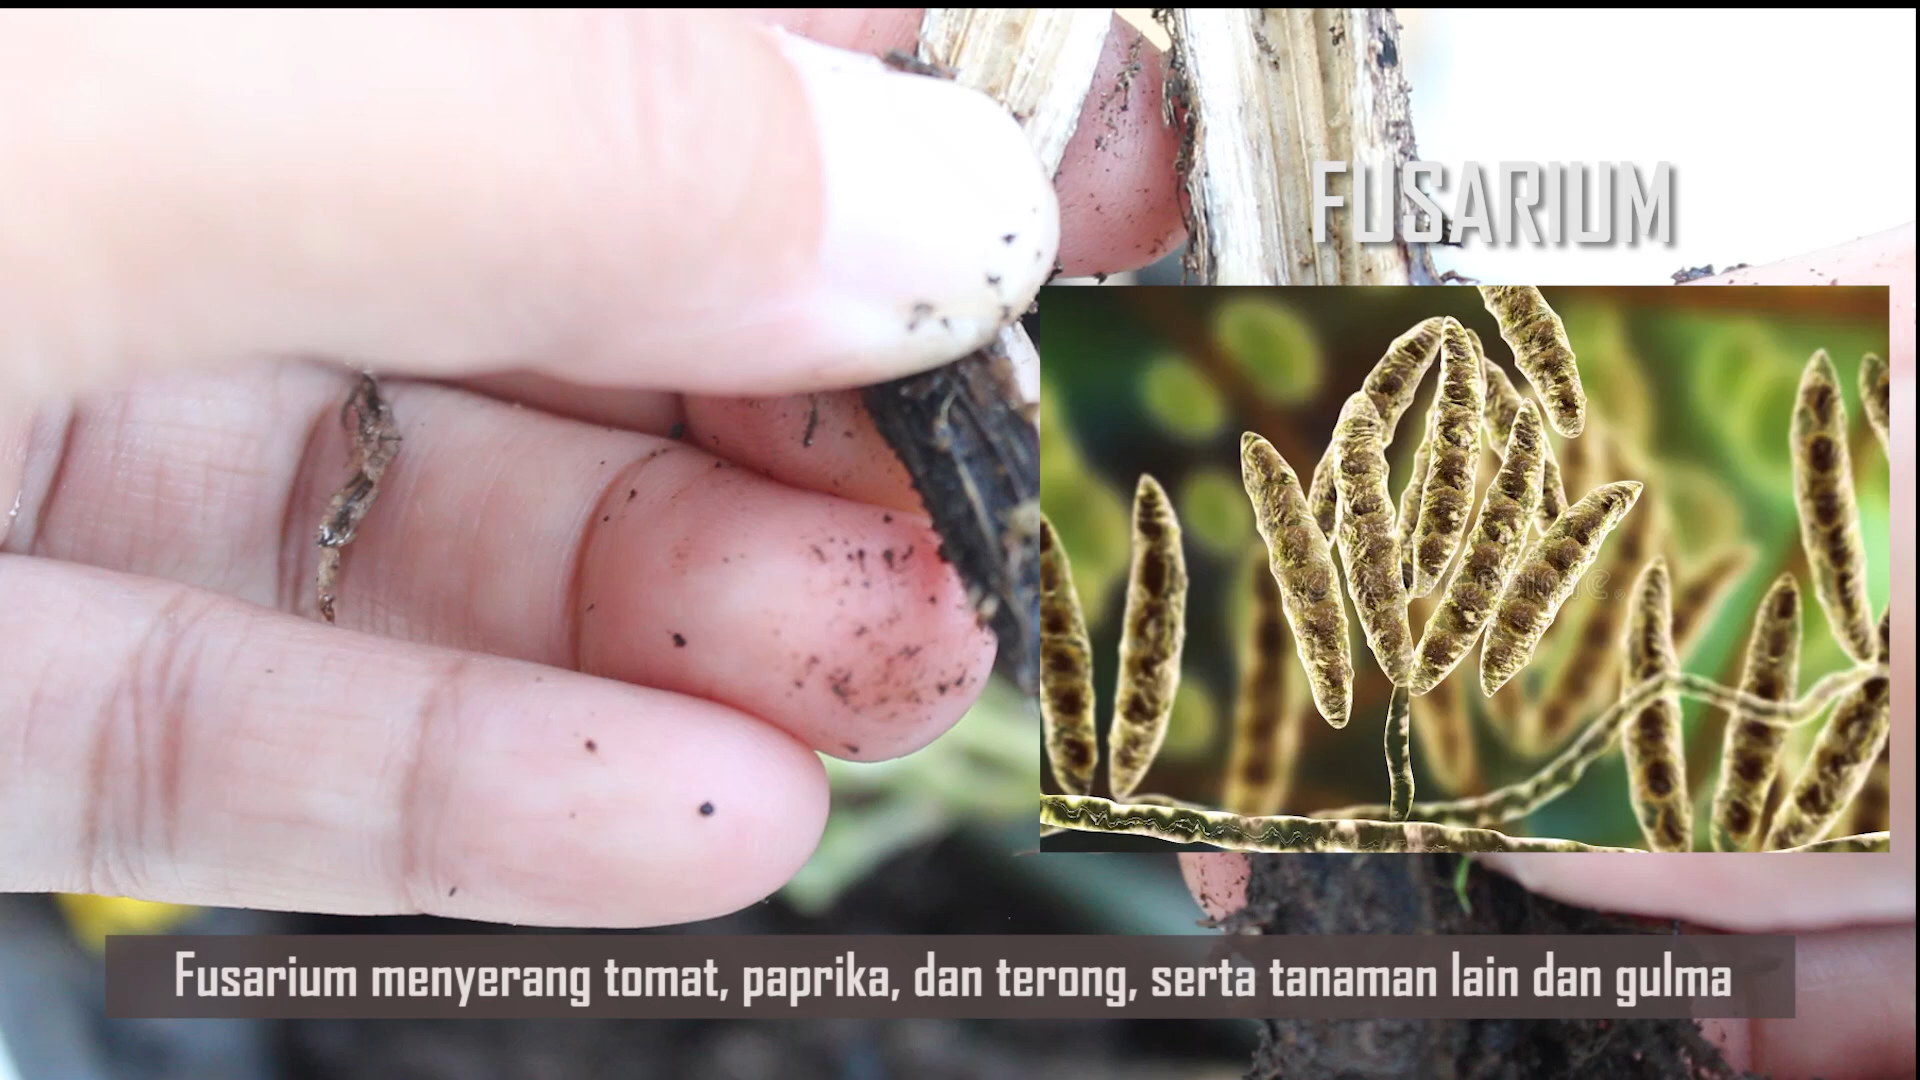 FUSARIUM
Fusarium menyerang tomat, paprika, dan terong, serta tanaman lain dan gulma